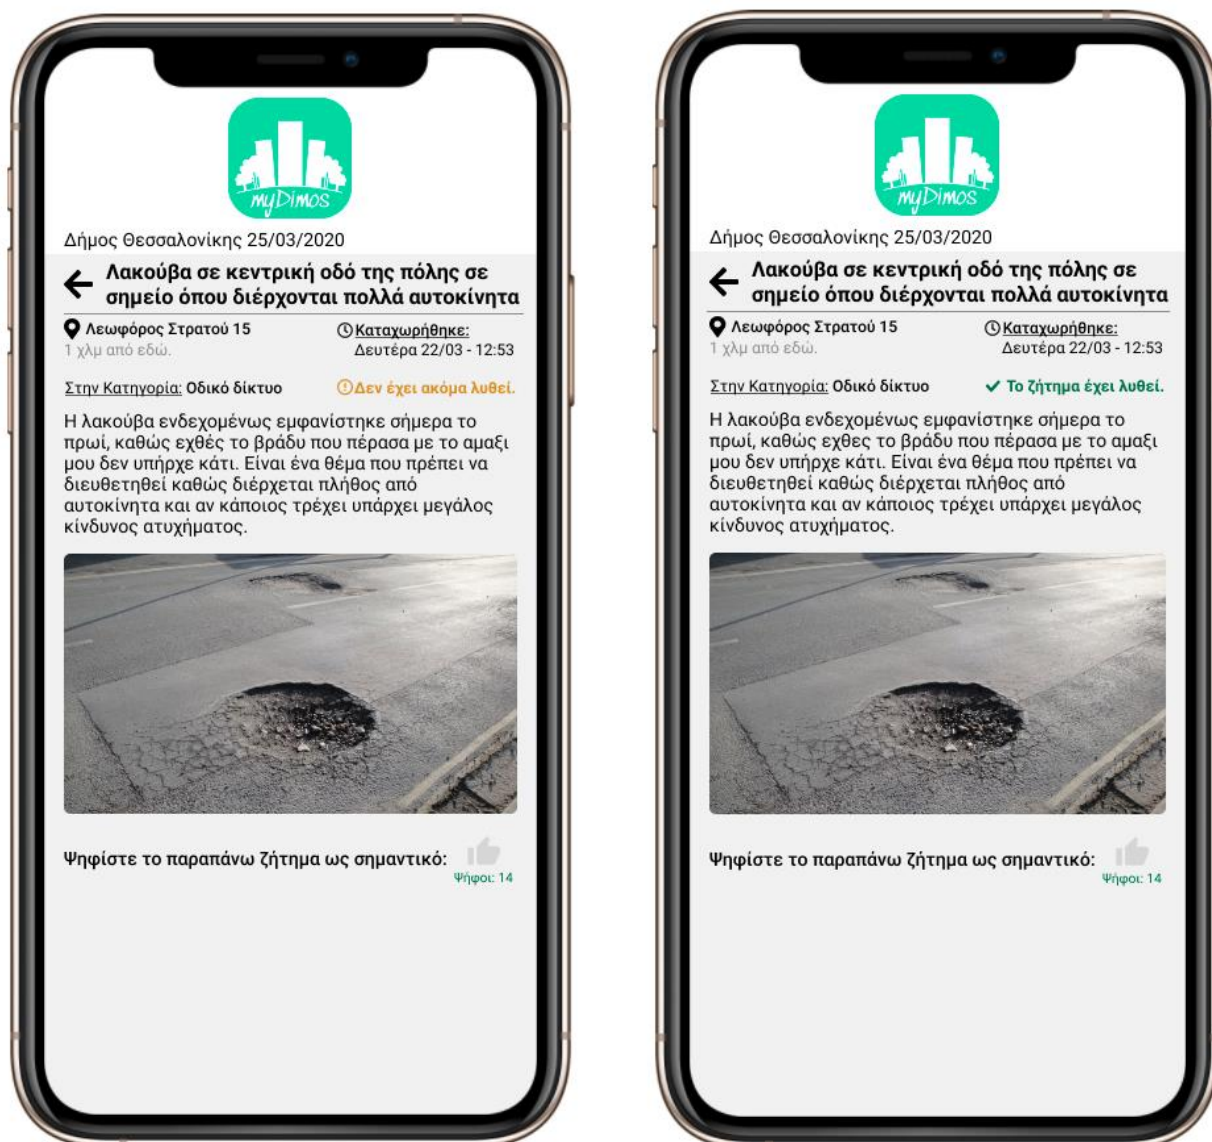 myDimos
Δήμος Θεσσαλονίκης 25/03/2020
Λακούβα σε κεντρική οδό της πόλης σε
σημείο όπου διέρχονται πολλά αυτοκίνητα
Λεωφόρος Στρατού 15
1 χλμ από εδώ.
Καταχωρήθηκε:
Δευτέρα 22/03 - 12:53
Στην Κατηγορία: Οδικό δίκτυο
Δεν έχει ακόμα λυθεί.
Η λακούβα ενδεχομένως εμφανίστηκε σήμερα το
πρωί, καθώς εχθές το βράδυ που πέρασα με το αμαξι
μου δεν υπήρχε κάτι. Είναι ένα θέμα που πρέπει να
διευθετηθεί καθώς διέρχεται πλήθος από
αυτοκίνητα και αν κάποιος τρέχει υπάρχει μεγάλος
κίνδυνος ατυχήματος.
Ψηφίστε το παραπάνω ζήτημα ως σημαντικό:
Ψήφοι: 14
myDimos
Δήμος Θεσσαλονίκης 25/03/2020
Λακούβα σε κεντρική οδό της πόλης σε
σημείο όπου διέρχονται πολλά αυτοκίνητα
Λεωφόρος Στρατού 15
1 χλμ από εδώ.
Καταχωρήθηκε:
Δευτέρα 22/03 - 12:53
Στην Κατηγορία: Οδικό δίκτυο
Το ζήτημα έχει λυθεί.
Η λακούβα ενδεχομένως εμφανίστηκε σήμερα το
πρωί, καθώς εχθες το βράδυ που πέρασα με το αμαξι
μου δεν υπήρχε κάτι. Είναι ένα θέμα που πρέπει να
διευθετηθεί καθώς διέρχεται πλήθος από
αυτοκίνητα και αν κάποιος τρέχει υπάρχει μεγάλος
κίνδυνος ατυχήματος.
Ψηφίστε το παραπάνω ζήτημα ως σημαντικό:
Ψήφοι: 14